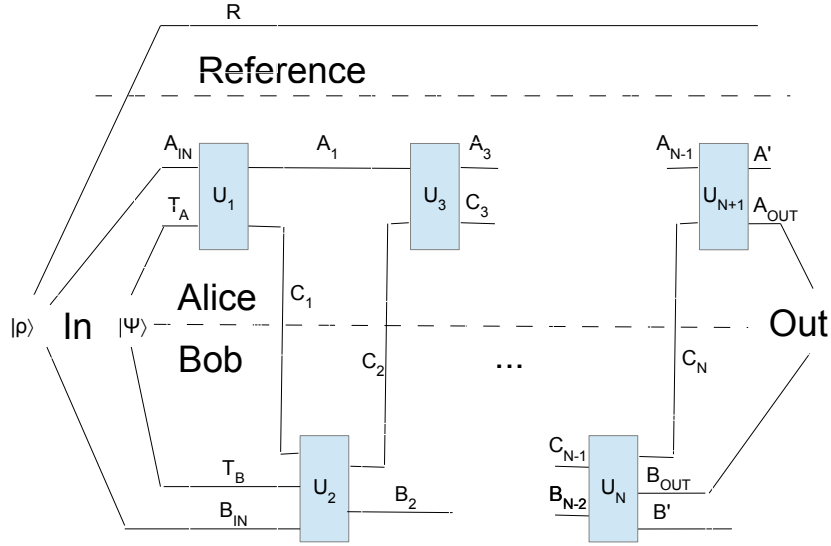 R
Reference
A_IN A_1 A_3 A_N-1 A'
U_1 U_3 U_N+1
T_A C_3 A_OUT
Alice C_1
|ρ⟩ In |Ψ⟩ Out
Bob C_2 ... C_N
C_N-1
T_B U_2 U_N B_OUT
B_IN B_2 B_N-2 B'